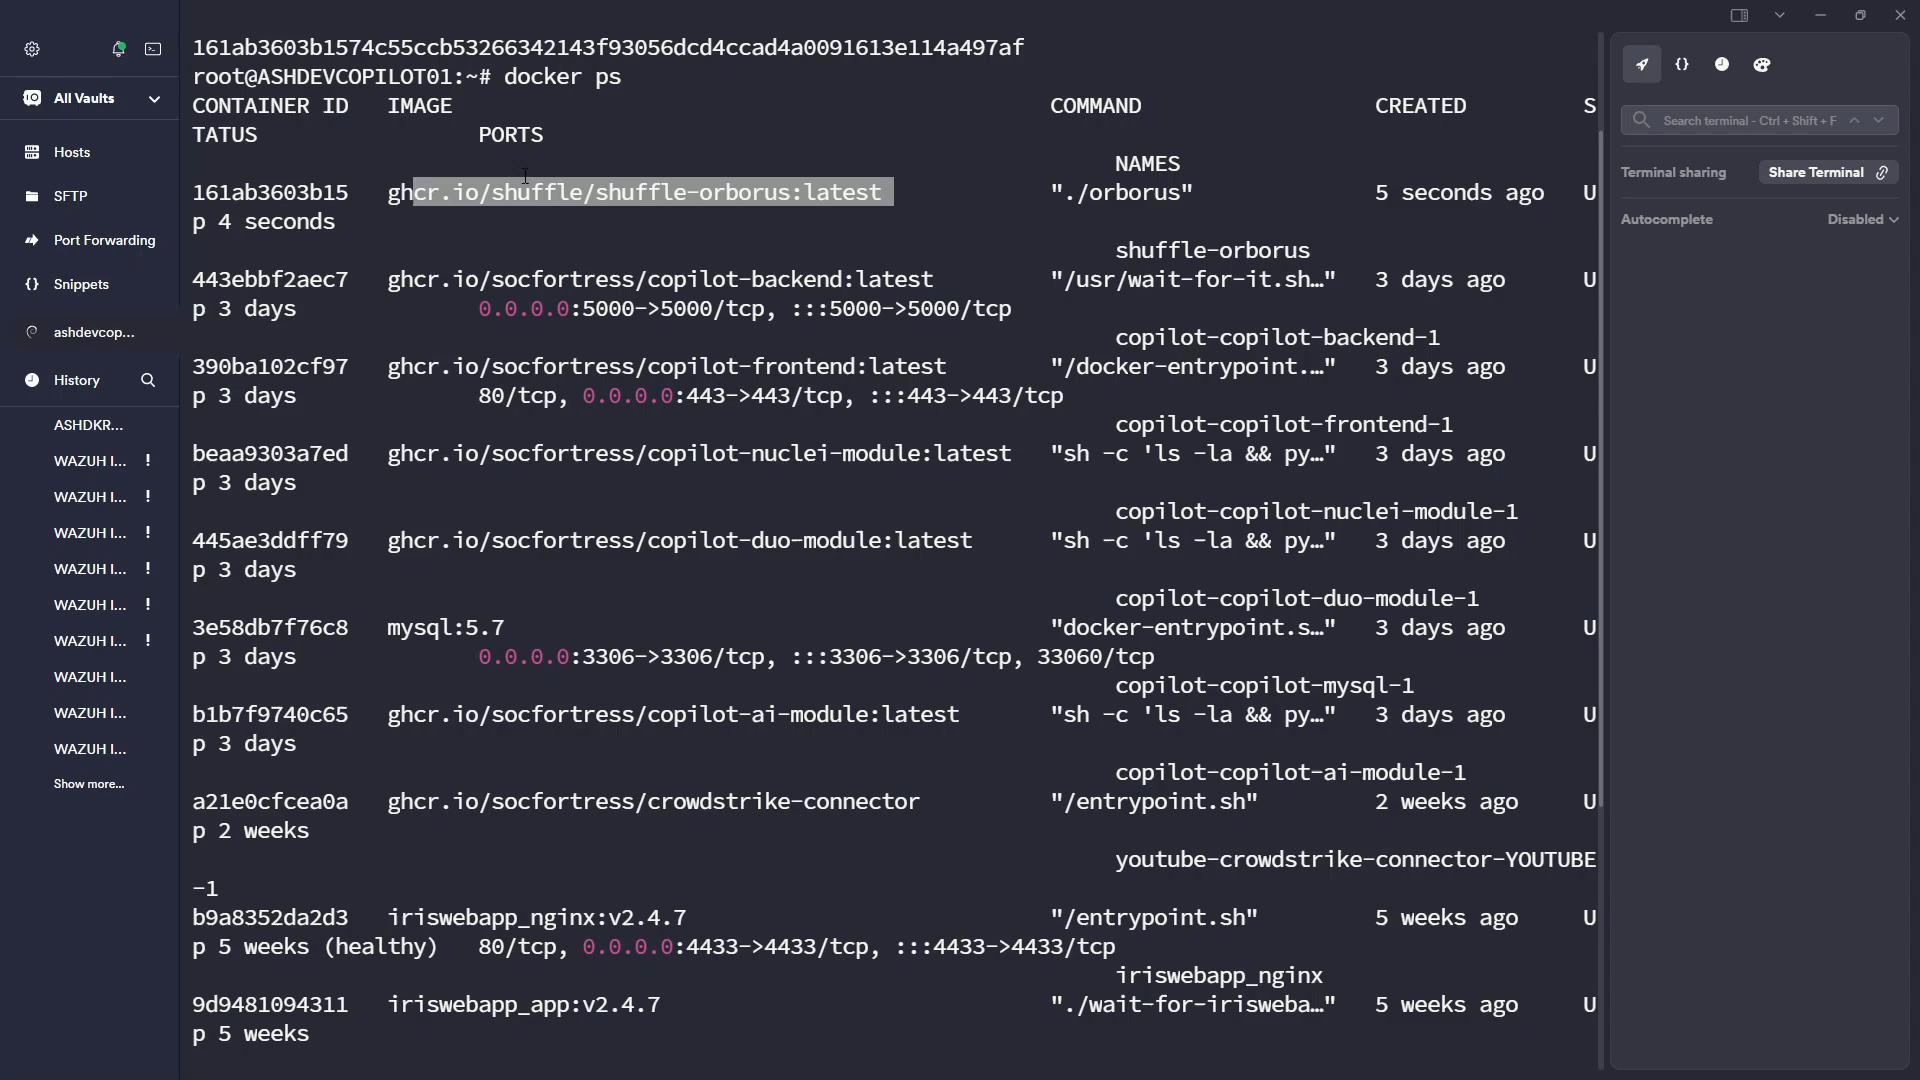 All Vaults
Hosts
SFTP
Port Forwarding
Snippets
ashdevcop...
History
ASHDKR...
WAZUH I... !
WAZUH I... !
WAZUH I... !
WAZUH I... !
WAZUH I... !
WAZUH I... !
WAZUH I...
WAZUH I...
WAZUH I...
Show more...
161ab3603b1574c55ccb53266342143f93056dcd4ccad4a0091613e114a497af
root@ASHDEVCOPILOT01:~# docker ps
CONTAINER ID   IMAGE   COMMAND   CREATED   S
TATUS   PORTS
NAMES
161ab3603b15   ghcr.io/shuffle/shuffle-orborus:latest   "./orborus"   5 seconds ago   U
p 4 seconds
shuffle-orborus
443ebbf2aec7   ghcr.io/socfortress/copilot-backend:latest   "/usr/wait-for-it.sh…"   3 days ago   U
p 3 days   0.0.0.0:5000->5000/tcp, :::5000->5000/tcp
copilot-copilot-backend-1
390ba102cf97   ghcr.io/socfortress/copilot-frontend:latest   "/docker-entrypoint.…"   3 days ago   U
p 3 days   80/tcp, 0.0.0.0:443->443/tcp, :::443->443/tcp
copilot-copilot-frontend-1
beaa9303a7ed   ghcr.io/socfortress/copilot-nuclei-module:latest   "sh -c 'ls -la && py…"   3 days ago   U
p 3 days
copilot-copilot-nuclei-module-1
445ae3ddff79   ghcr.io/socfortress/copilot-duo-module:latest   "sh -c 'ls -la && py…"   3 days ago   U
p 3 days
copilot-copilot-duo-module-1
3e58db7f76c8   mysql:5.7   "docker-entrypoint.s…"   3 days ago   U
p 3 days   0.0.0.0:3306->3306/tcp, :::3306->3306/tcp, 33060/tcp
copilot-copilot-mysql-1
b1b7f9740c65   ghcr.io/socfortress/copilot-ai-module:latest   "sh -c 'ls -la && py…"   3 days ago   U
p 3 days
copilot-copilot-ai-module-1
a21e0cfcea0a   ghcr.io/socfortress/crowdstrike-connector   "/entrypoint.sh"   2 weeks ago   U
p 2 weeks
youtube-crowdstrike-connector-YOUTUBE
-1
b9a8352da2d3   iriswebapp_nginx:v2.4.7   "/entrypoint.sh"   5 weeks ago   U
p 5 weeks (healthy)   80/tcp, 0.0.0.0:4433->4433/tcp, :::4433->4433/tcp
iriswebapp_nginx
9d9481094311   iriswebapp_app:v2.4.7   "./wait-for-irisweba…"   5 weeks ago   U
p 5 weeks
Search terminal - Ctrl + Shift + F
Terminal sharing
Share Terminal
Autocomplete
Disabled